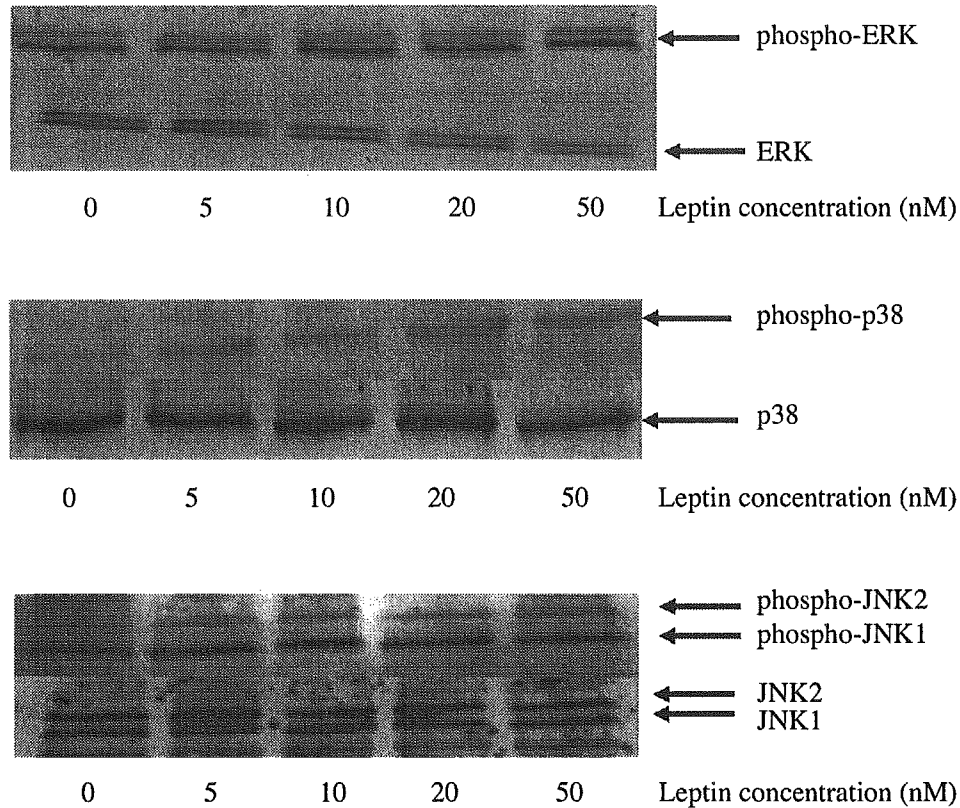 phospho-ERK
ERK
0 5 10 20 50 Leptin concentration (nM)
phospho-p38
p38
0 5 10 20 50 Leptin concentration (nM)
phospho-JNK2
phospho-JNK1
JNK2
JNK1
0 5 10 20 50 Leptin concentration (nM)